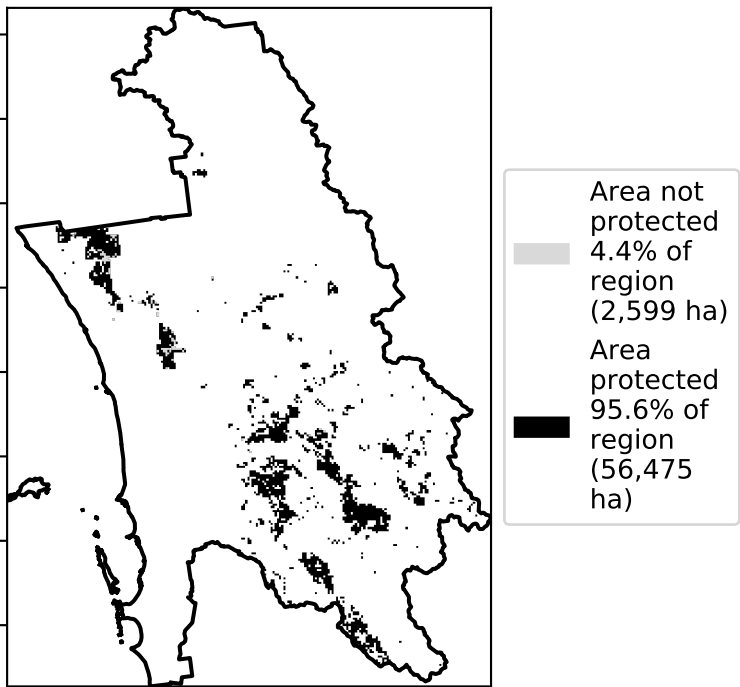 Area not
protected
4.4% of
region
(2,599 ha)
Area
protected
95.6% of
region
(56,475
ha)